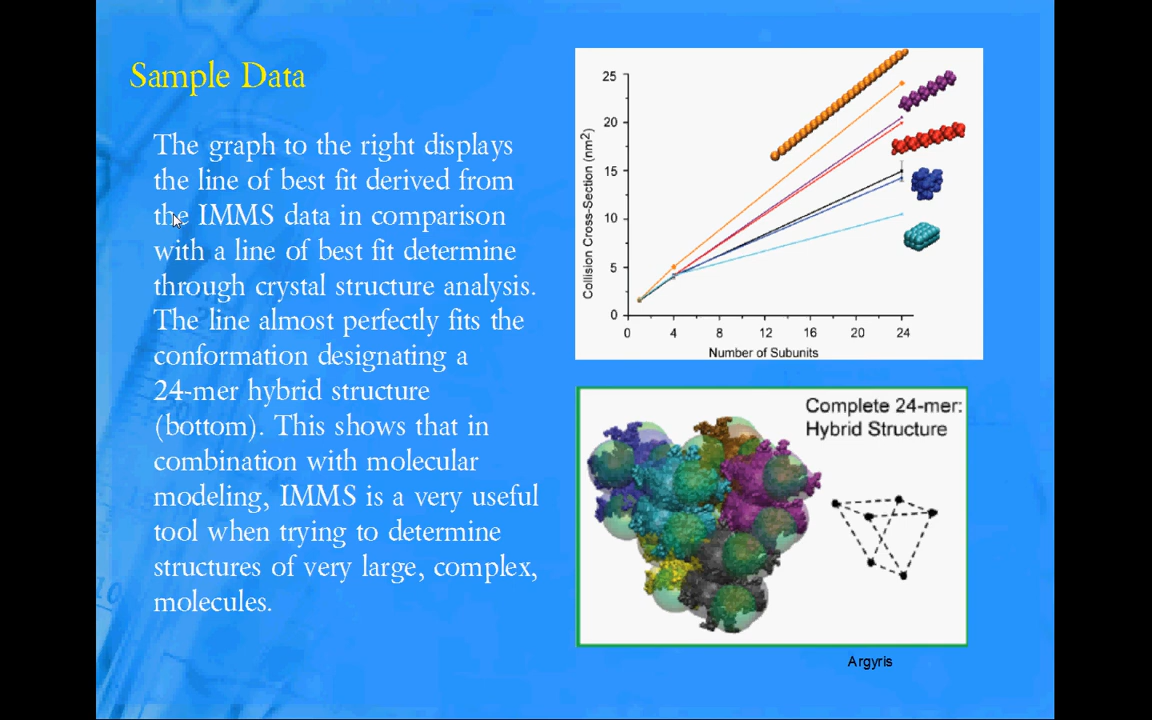 Sample Data
The graph to the right displays
the line of best fit derived from
the IMMS data in comparison
with a line of best fit determine
through crystal structure analysis.
The line almost perfectly fits the
conformation designating a
24-mer hybrid structure
(bottom). This shows that in
combination with molecular
modeling, IMMS is a very useful
tool when trying to determine
structures of very large, complex,
molecules.
Collision Cross-Section (nm²)
25
20
15
10
5
0
0 4 8 12 16 20 24
Number of Subunits
Complete 24-mer:
Hybrid Structure
Argyris